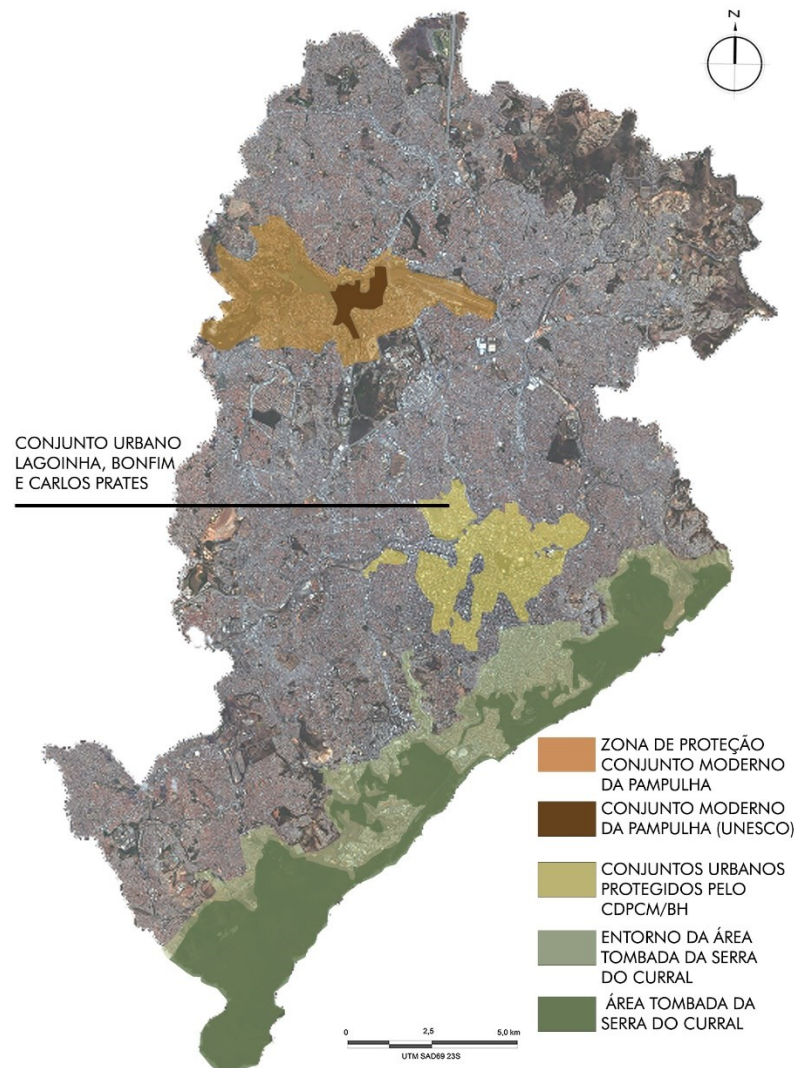 N
CONJUNTO URBANO
LAGOINHA, BONFIM
E CARLOS PRATES
ZONA DE PROTEÇÃO
CONJUNTO MODERNO
DA PAMPULHA
CONJUNTO MODERNO
DA PAMPULHA (UNESCO)
CONJUNTOS URBANOS
PROTEGIDOS PELO
CDPCM/BH
ENTORNO DA ÁREA
TOMBADA DA SERRA
DO CURRAL
ÁREA TOMBADA DA
SERRA DO CURRAL
0 2,5 5,0 km
UTM SAD69 23S